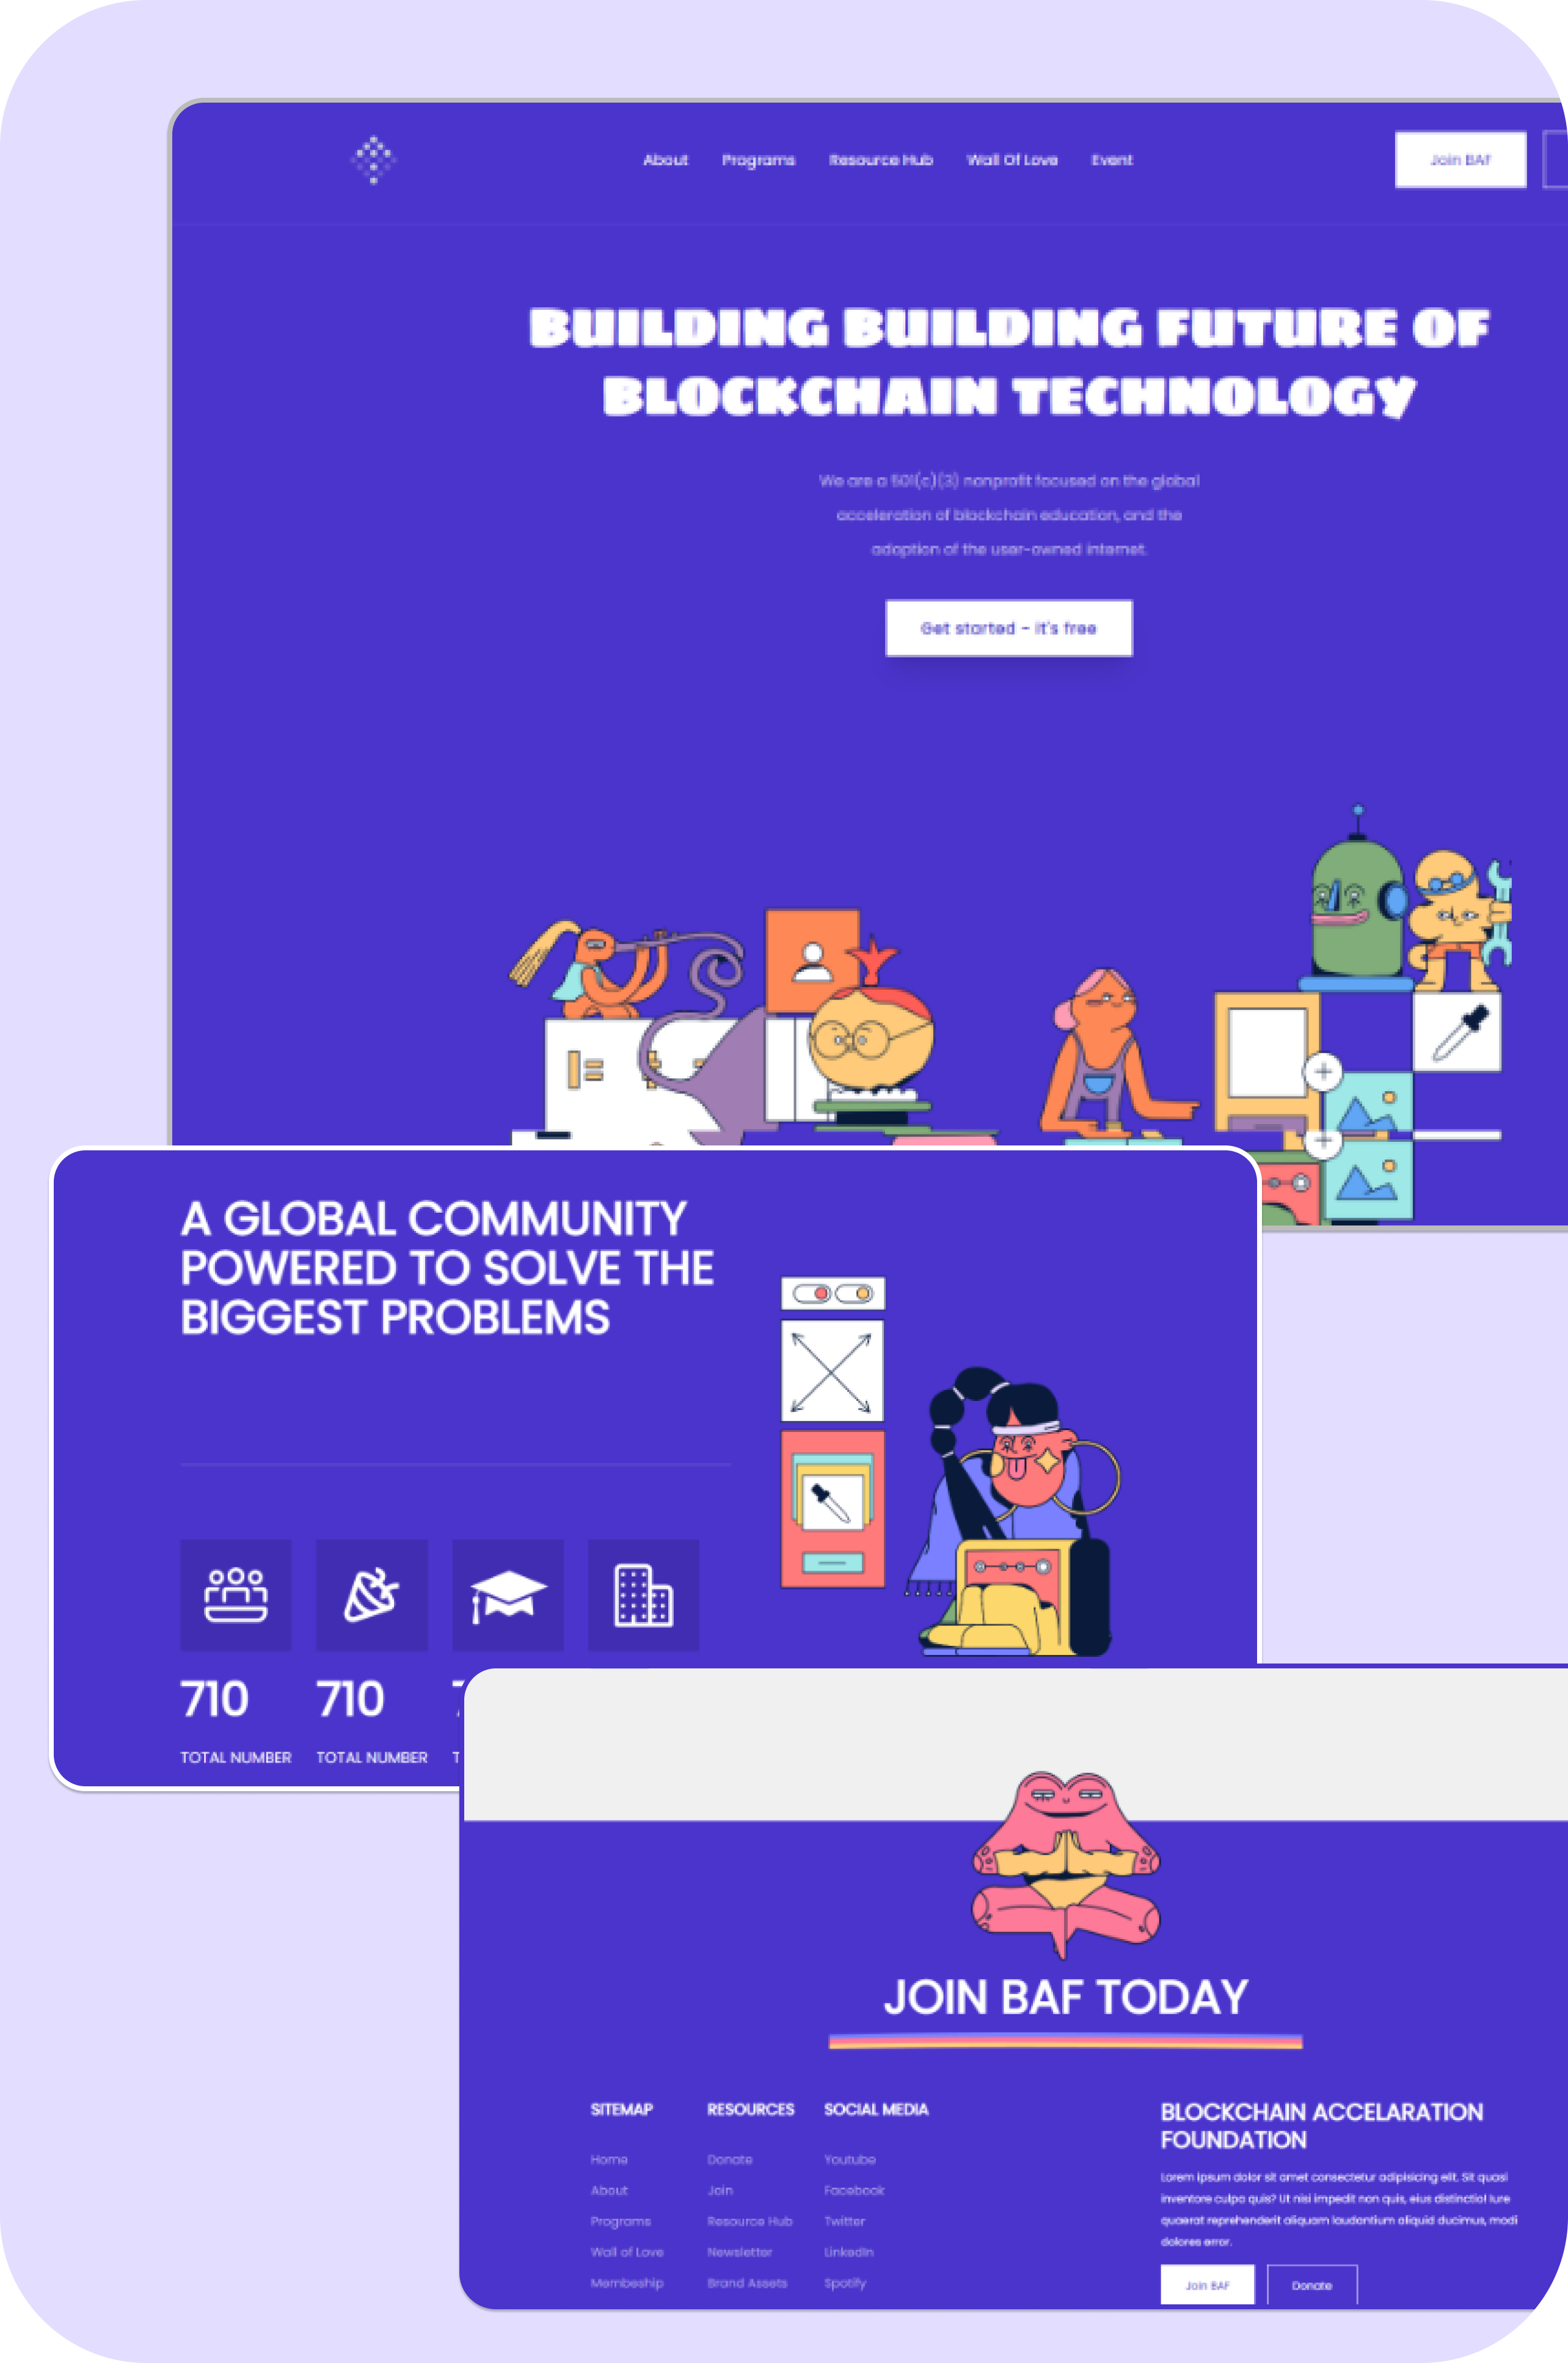 About Programs Resource Hub Wall Of Love Event Join BAF
BUILDING BUILDING FUTURE OF
BLOCKCHAIN TECHNOLOGY
We are a 501(c)(3) nonprofit focused on the global
acceleration of blockchain education, and the
adoption of the user-owned internet.
Get started - it's free
A GLOBAL COMMUNITY
POWERED TO SOLVE THE
BIGGEST PROBLEMS
710 710
TOTAL NUMBER TOTAL NUMBER
JOIN BAF TODAY
SITEMAP
Home
About
Programs
Wall of Love
Membeship
RESOURCES
Donate
Join
Resource Hub
Newsletter
Brand Assets
SOCIAL MEDIA
Youtube
Facebook
Twitter
LinkedIn
Spotify
BLOCKCHAIN ACCELARATION
FOUNDATION
Lorem ipsum dolor sit amet consectetur adipisicing elit. Sit quasi
inventore culpa quis? Ut nisi impedit non quis, eius distinctio! Iure
quaerat reprehenderit aliquam laudantium aliquid ducimus, modi
dolores error.
Join BAF Donate